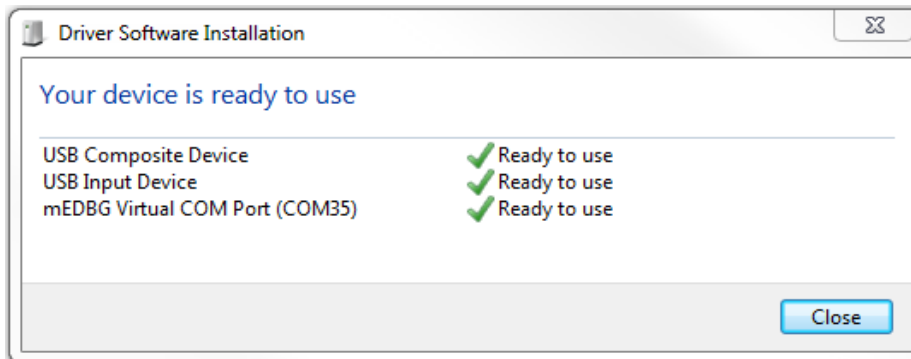 Driver Software Installation
Your device is ready to use
USB Composite Device Ready to use
USB Input Device Ready to use
mEDBG Virtual COM Port (COM35) Ready to use
Close